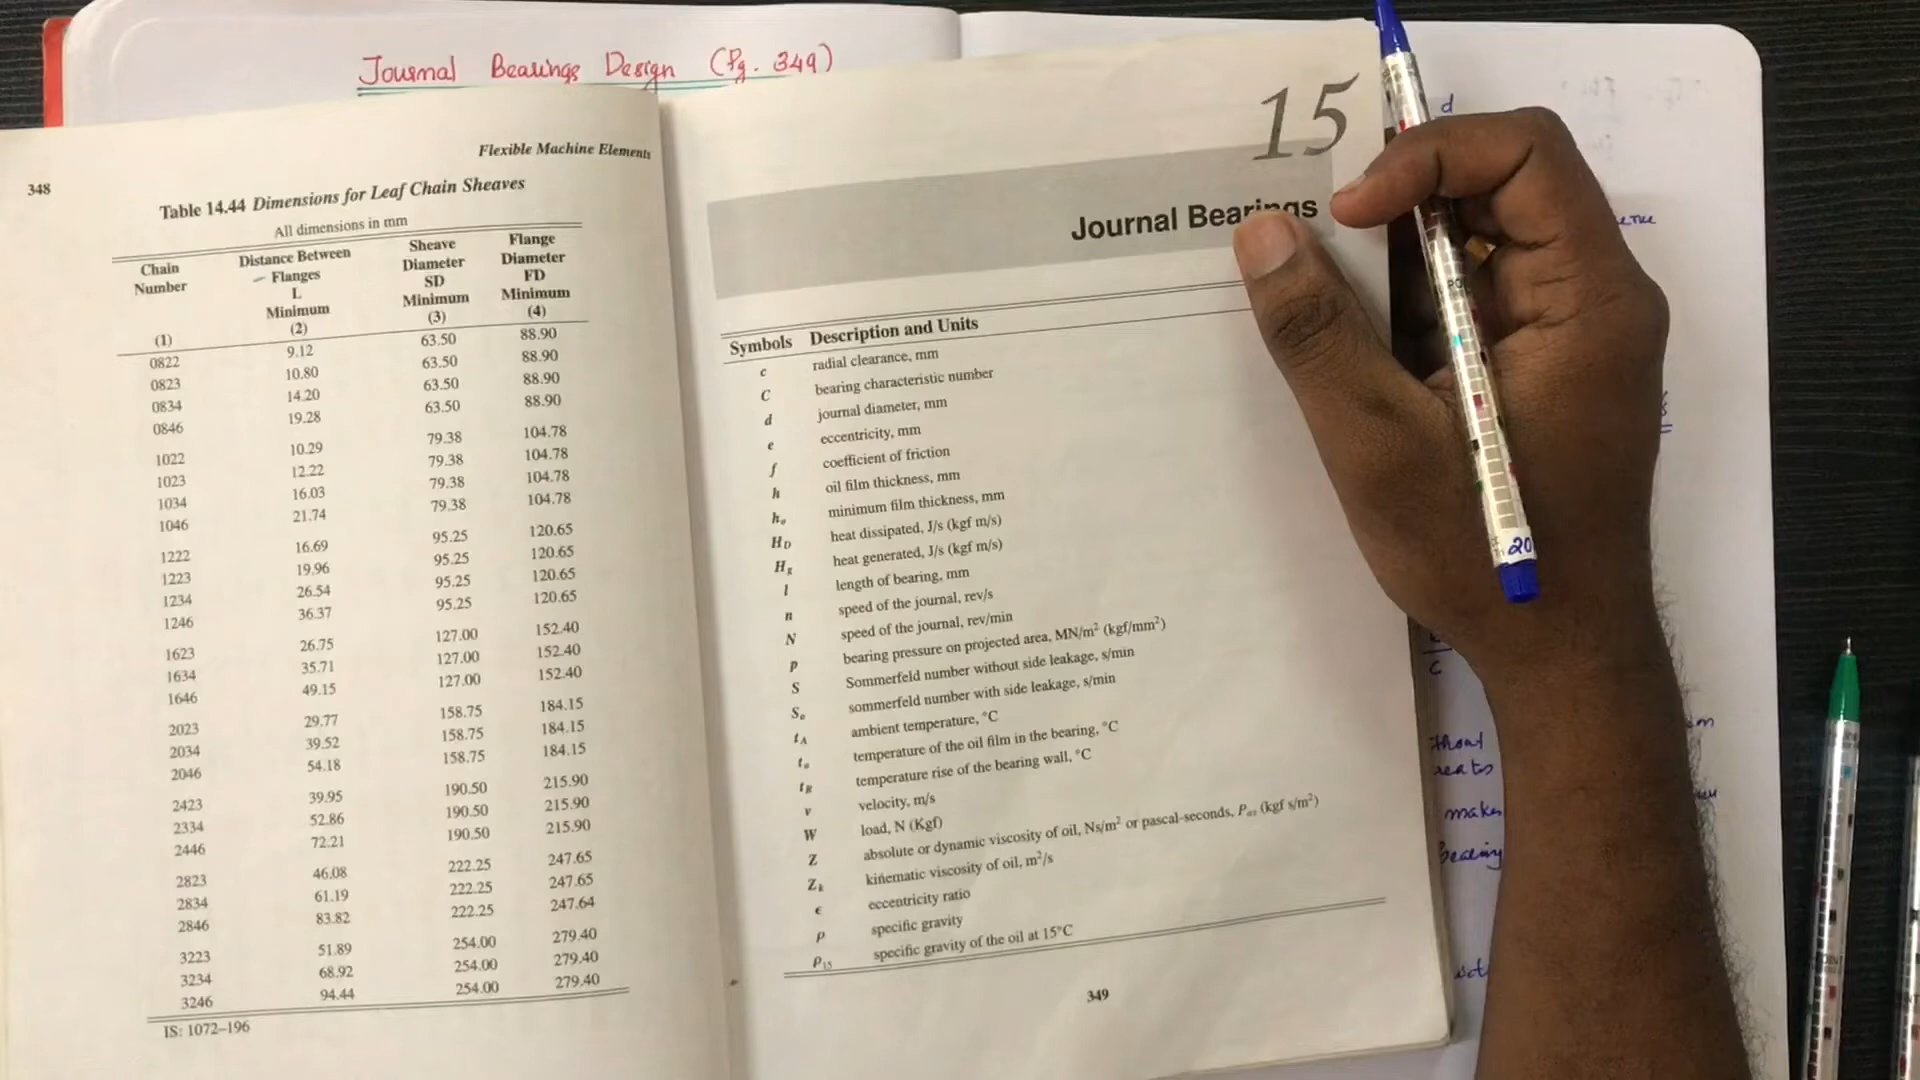 Journal Bearings Design (Pg. 349)
348
Flexible Machine Elements
Table 14.44 Dimensions for Leaf Chain Sheaves
All dimensions in mm
Chain Number (1) Distance Between Flanges L Minimum (2) Sheave Diameter SD Minimum (3) Flange Diameter FD Minimum (4)
0822 9.12 63.50 88.90
0823 10.80 63.50 88.90
0834 14.20 63.50 88.90
0846 19.28 63.50 88.90
1022 10.29 79.38 104.78
1023 12.22 79.38 104.78
1034 16.03 79.38 104.78
1046 21.74 79.38 104.78
1222 16.69 95.25 120.65
1223 19.96 95.25 120.65
1234 26.54 95.25 120.65
1246 36.37 95.25 120.65
1623 26.75 127.00 152.40
1634 35.71 127.00 152.40
1646 49.15 127.00 152.40
2023 29.77 158.75 184.15
2034 39.52 158.75 184.15
2046 54.18 158.75 184.15
2423 39.95 190.50 215.90
2334 52.86 190.50 215.90
2446 72.21 190.50 215.90
2823 46.08 222.25 247.65
2834 61.19 222.25 247.65
2846 83.82 222.25 247.64
3223 51.89 254.00 279.40
3234 68.92 254.00 279.40
3246 94.44 254.00 279.40
IS: 1072–196
15
Journal Bearings
Symbols Description and Units
c radial clearance, mm
C bearing characteristic number
d journal diameter, mm
e eccentricity, mm
f coefficient of friction
h oil film thickness, mm
hₒ minimum film thickness, mm
H_D heat dissipated, J/s (kgf m/s)
H_g heat generated, J/s (kgf m/s)
l length of bearing, mm
n speed of the journal, rev/s
N speed of the journal, rev/min
p bearing pressure on projected area, MN/m² (kgf/mm²)
S Sommerfeld number without side leakage, s/min
Sₒ sommerfeld number with side leakage, s/min
t_A ambient temperature, °C
tₒ temperature of the oil film in the bearing, °C
t_R temperature rise of the bearing wall, °C
v velocity, m/s
W load, N (Kgf)
Z absolute or dynamic viscosity of oil, Ns/m² or pascal-seconds, P_as (kgf s/m²)
Z_k kinematic viscosity of oil, m²/s
ϵ eccentricity ratio
ρ specific gravity
ρ₁₅ specific gravity of the oil at 15°C
349
d
c
makes
bearing
20